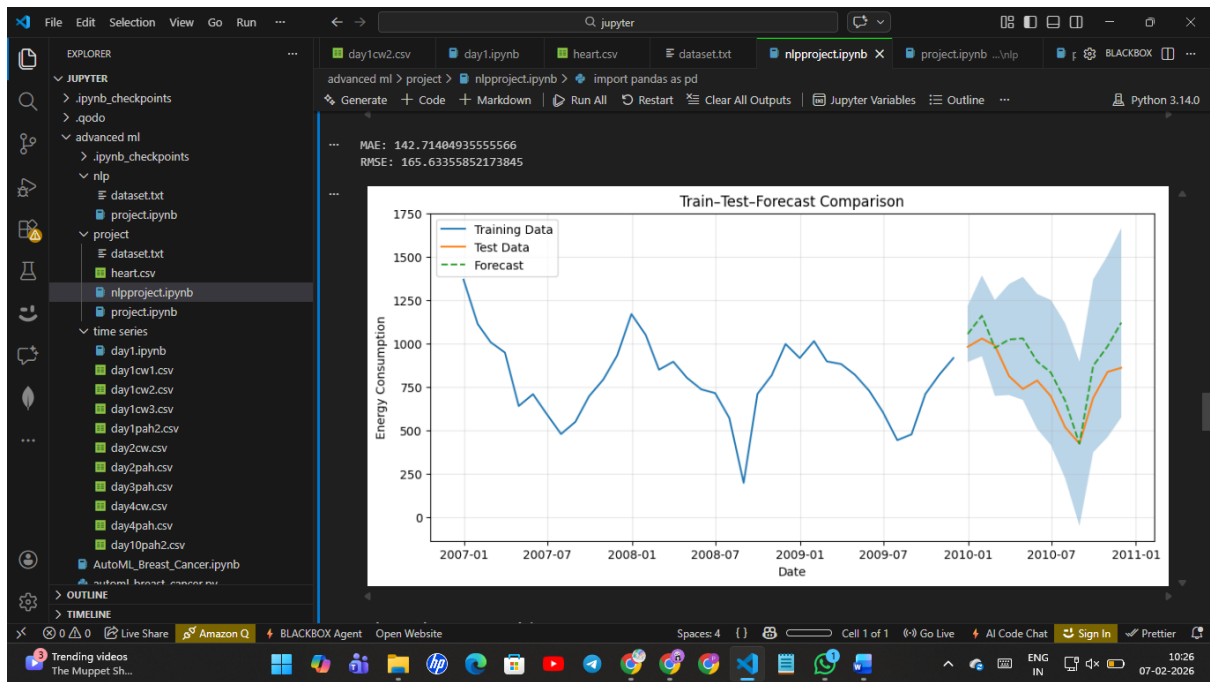 File Edit Selection View Go Run ··· jupyter
EXPLORER ···
JUPYTER
.ipynb_checkpoints
.qodo
advanced ml
.ipynb_checkpoints
nlp
dataset.txt
project.ipynb
project
dataset.txt
heart.csv
nlpproject.ipynb
project.ipynb
time series
day1.ipynb
day1cw1.csv
day1cw2.csv
day1cw3.csv
day1pah2.csv
day2cw.csv
day2pah.csv
day3pah.csv
day4cw.csv
day4pah.csv
day10pah2.csv
AutoML_Breast_Cancer.ipynb
automl_breast_cancer.py
OUTLINE
TIMELINE
day1cw2.csv day1.ipynb heart.csv dataset.txt nlpproject.ipynb project.ipynb ...\nlp BLACKBOX ···
advanced ml > project > nlpproject.ipynb > import pandas as pd
Generate + Code + Markdown Run All Restart Clear All Outputs Jupyter Variables Outline ··· Python 3.14.0
MAE: 142.71404935555566
RMSE: 165.63355852173845
Train–Test–Forecast Comparison
Training Data
Test Data
Forecast
Energy Consumption
1750
1500
1250
1000
750
500
250
0
2007-01 2007-07 2008-01 2008-07 2009-01 2009-07 2010-01 2010-07 2011-01
Date
0 0 Live Share Amazon Q BLACKBOX Agent Open Website Spaces: 4 {} Cell 1 of 1 Go Live AI Code Chat Sign In Prettier
3 Trending videos
The Muppet Sh...
1
ENG
IN
10:26
07-02-2026